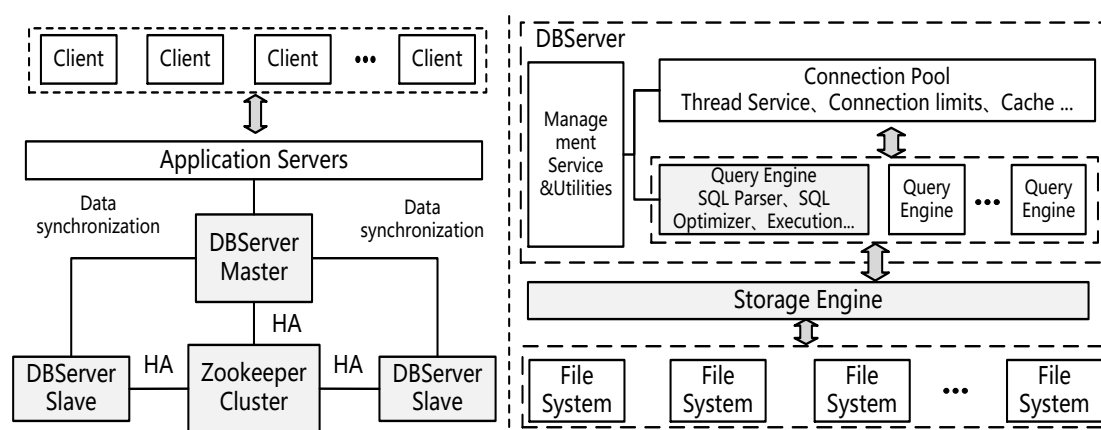 Client Client Client ••• Client
Application Servers
Data
synchronization
Data
synchronization
DBServer
Master
HA
HA
HA
DBServer
Slave
Zookeeper
Cluster
DBServer
Slave
DBServer
Manage
ment
Service
&Utilities
Connection Pool
Thread Service、Connection limits、Cache ...
Query Engine
SQL Parser、SQL
Optimizer、Execution...
Query
Engine
•••
Query
Engine
Storage Engine
File
System
File
System
File
System
•••
File
System